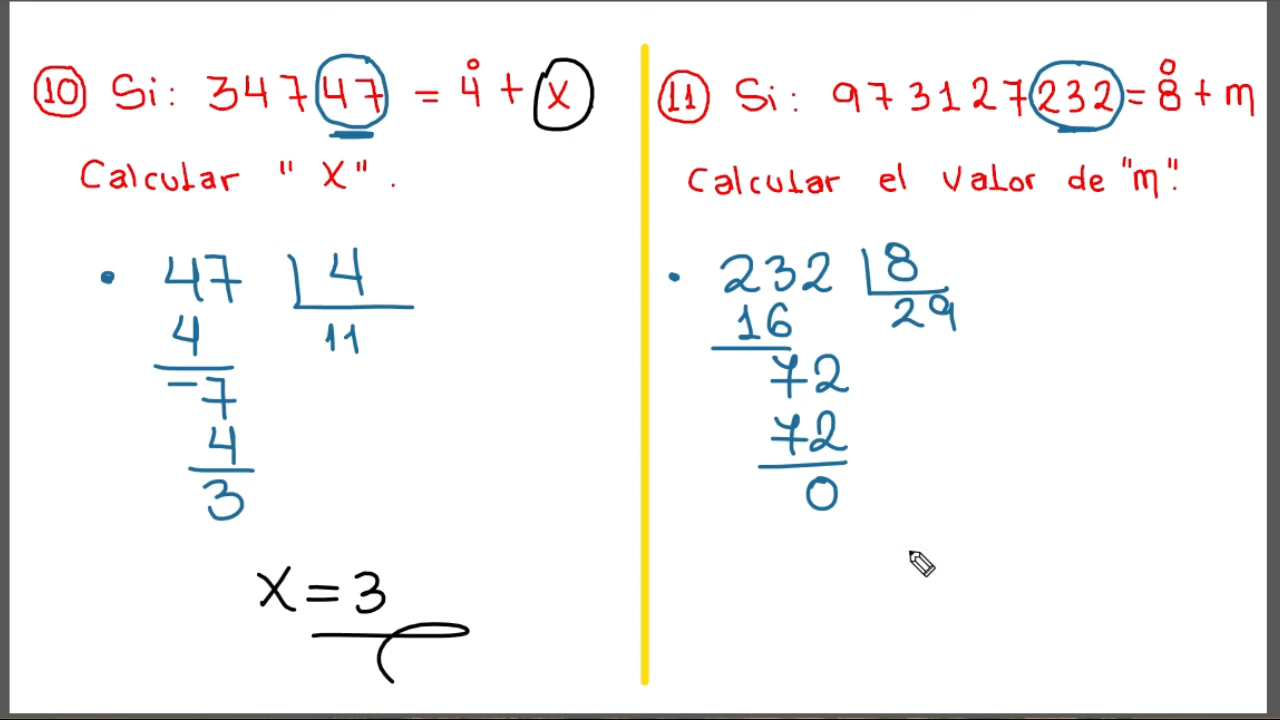 10 Si: 34747 = 4̊ + x
Calcular "X".
• 47 | 4
4 11
-7
4
3
X = 3
11 Si: 973127232 = 8̊ + m
Calcular el valor de "m".
• 232 | 8
16 29
72
72
0